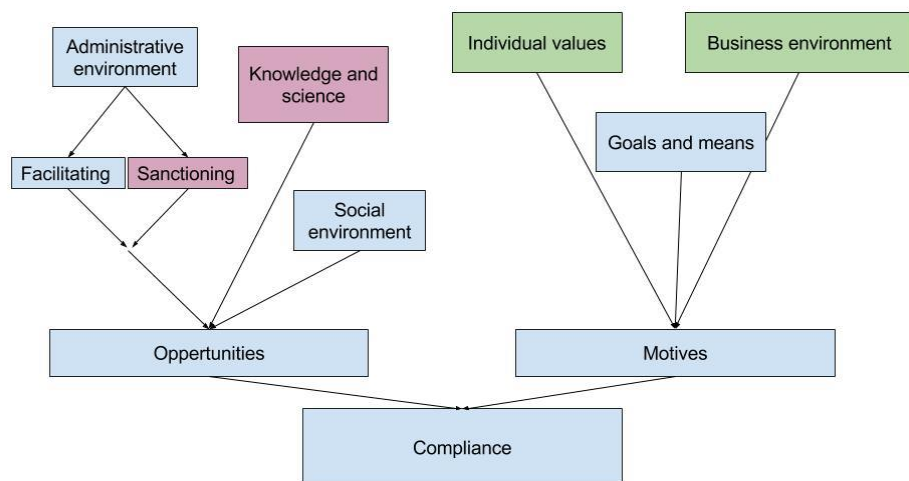 Administrative
environment
Knowledge and
science
Individual values
Business environment
Goals and means
Facilitating
Sanctioning
Social
environment
Oppertunities
Motives
Compliance